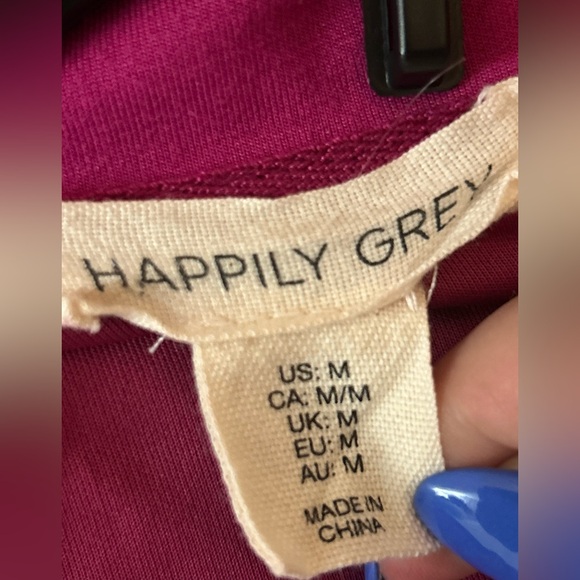 HAPPILY GREY
US: M
CA: M/M
UK: M
EU: M
AU: M
MADE IN
CHINA